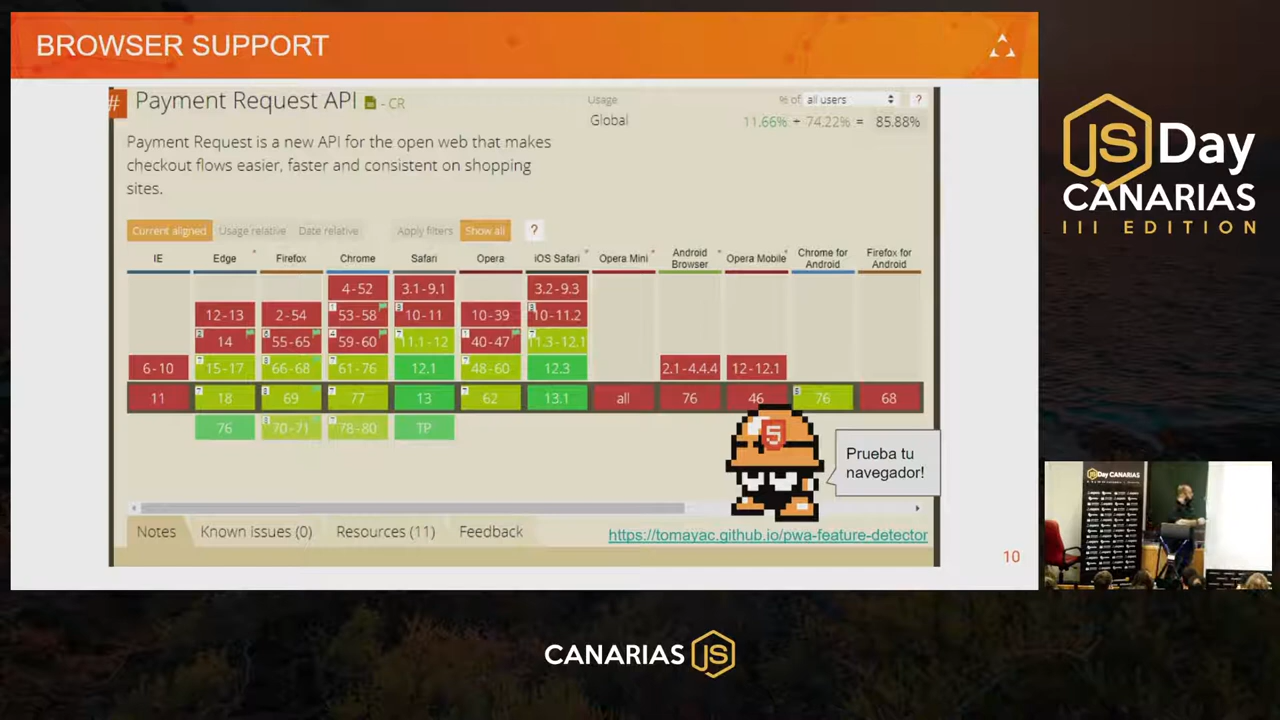 BROWSER SUPPORT
# Payment Request API - CR
Usage % of all users ?
Global 11.66% + 74.22% = 85.88%
Payment Request is a new API for the open web that makes
checkout flows easier, faster and consistent on shopping
sites.
Current aligned Usage relative Date relative Apply filters Show all ?
IE Edge * Firefox Chrome Safari Opera iOS Safari * Opera Mini * Android Browser * Opera Mobile * Chrome for Android Firefox for Android
4-52 3.1-9.1 3.2-9.3
12-13 2-54 53-58 10-11 10-39 10-11.2
14 55-65 59-60 11.1-12 40-47 11.3-12.1
6-10 15-17 66-68 61-76 12.1 48-60 12.3 2.1-4.4.4 12-12.1
11 18 69 77 13 62 13.1 all 76 46 76 68
76 70-71 78-80 TP
5
Prueba tu
navegador!
Notes Known issues (0) Resources (11) Feedback
https://tomayac.github.io/pwa-feature-detector
10
JS Day
CANARIAS
III EDITION
JS Day CANARIAS
CANARIAS JS